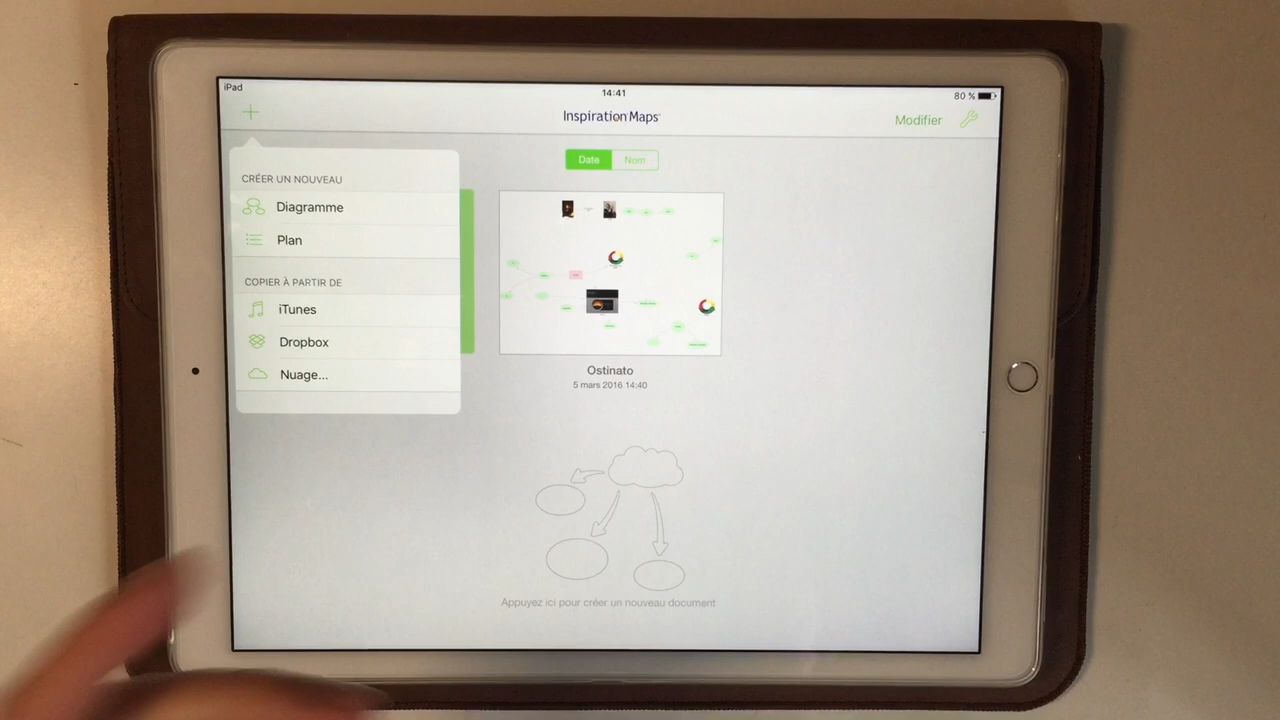 iPad
14:41
80 %
Inspiration Maps
Modifier
Date
Nom
CRÉER UN NOUVEAU
Diagramme
Plan
COPIER À PARTIR DE
iTunes
Dropbox
Nuage...
Ostinato
5 mars 2016 14:40
Appuyez ici pour créer un nouveau document